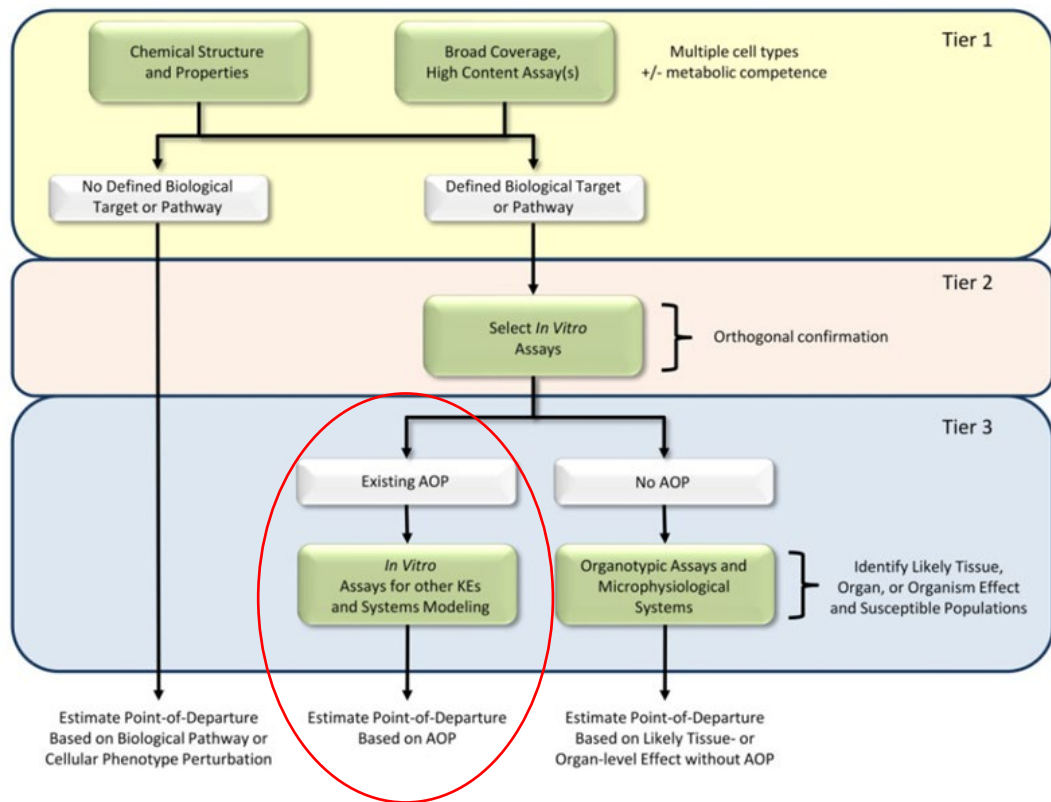 Tier 1
Chemical Structure
and Properties
Broad Coverage,
High Content Assay(s)
Multiple cell types
+/- metabolic competence
No Defined Biological
Target or Pathway
Defined Biological Target
or Pathway
Tier 2
Select In Vitro
Assays
Orthogonal confirmation
Tier 3
Existing AOP
No AOP
In Vitro
Assays for other KEs
and Systems Modeling
Organotypic Assays and
Microphysiological
Systems
Identify Likely Tissue,
Organ, or Organism Effect
and Susceptible Populations
Estimate Point-of-Departure
Based on Biological Pathway or
Cellular Phenotype Perturbation
Estimate Point-of-Departure
Based on AOP
Estimate Point-of-Departure
Based on Likely Tissue- or
Organ-level Effect without AOP